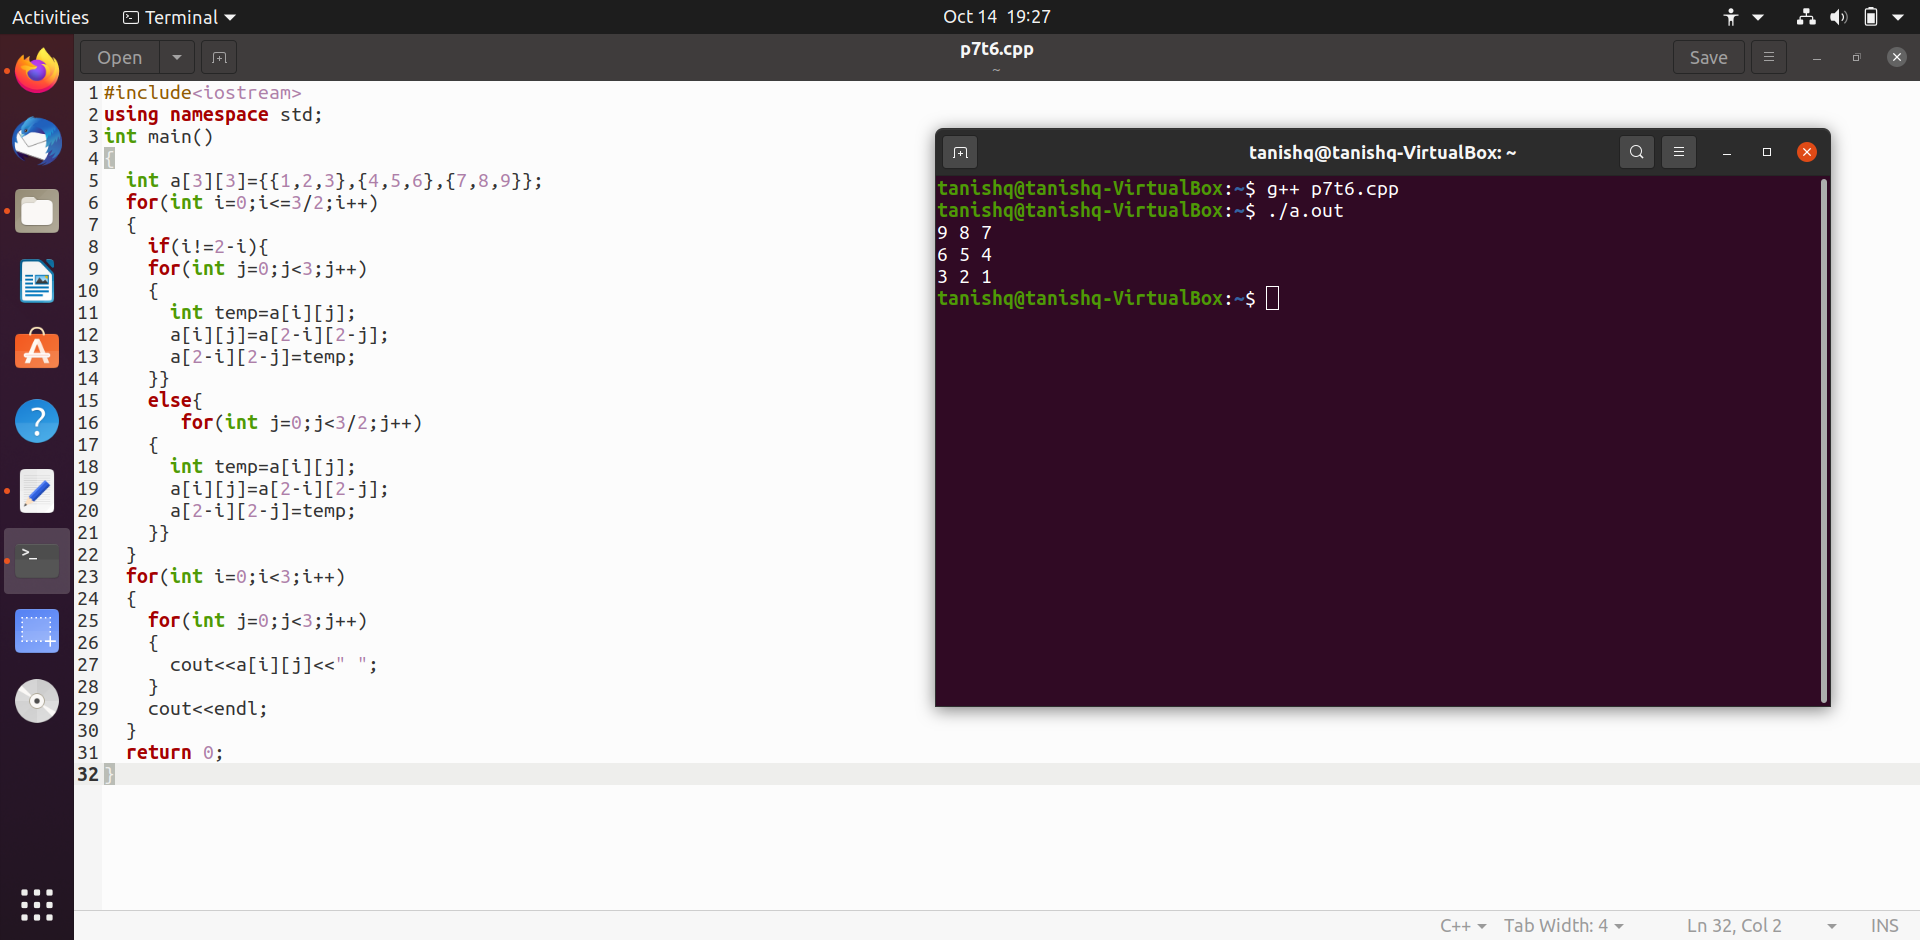 Activities Terminal Oct 14 19:27
Open p7t6.cpp Save
~
1 #include<iostream>
2 using namespace std;
3 int main()
4 {
5   int a[3][3]={{1,2,3},{4,5,6},{7,8,9}};
6   for(int i=0;i<=3/2;i++)
7   {
8     if(i!=2-i){
9     for(int j=0;j<3;j++)
10     {
11       int temp=a[i][j];
12       a[i][j]=a[2-i][2-j];
13       a[2-i][2-j]=temp;
14     }}
15     else{
16        for(int j=0;j<3/2;j++)
17     {
18       int temp=a[i][j];
19       a[i][j]=a[2-i][2-j];
20       a[2-i][2-j]=temp;
21     }}
22   }
23   for(int i=0;i<3;i++)
24   {
25     for(int j=0;j<3;j++)
26     {
27       cout<<a[i][j]<<" ";
28     }
29     cout<<endl;
30   }
31   return 0;
32 }
tanishq@tanishq-VirtualBox: ~
tanishq@tanishq-VirtualBox:~$ g++ p7t6.cpp
tanishq@tanishq-VirtualBox:~$ ./a.out
9 8 7
6 5 4
3 2 1
tanishq@tanishq-VirtualBox:~$
C++ Tab Width: 4 Ln 32, Col 2 INS